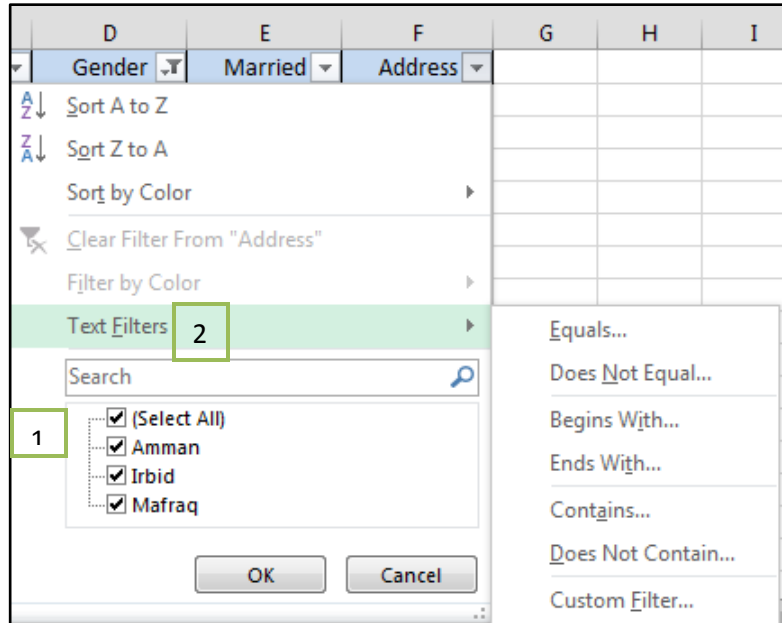 D E F G H I
Gender Married Address
Sort A to Z
Sort Z to A
Sort by Color
Clear Filter From "Address"
Filter by Color
Text Filters 2
Search
1
(Select All)
Amman
Irbid
Mafraq
OK Cancel
Equals...
Does Not Equal...
Begins With...
Ends With...
Contains...
Does Not Contain...
Custom Filter...